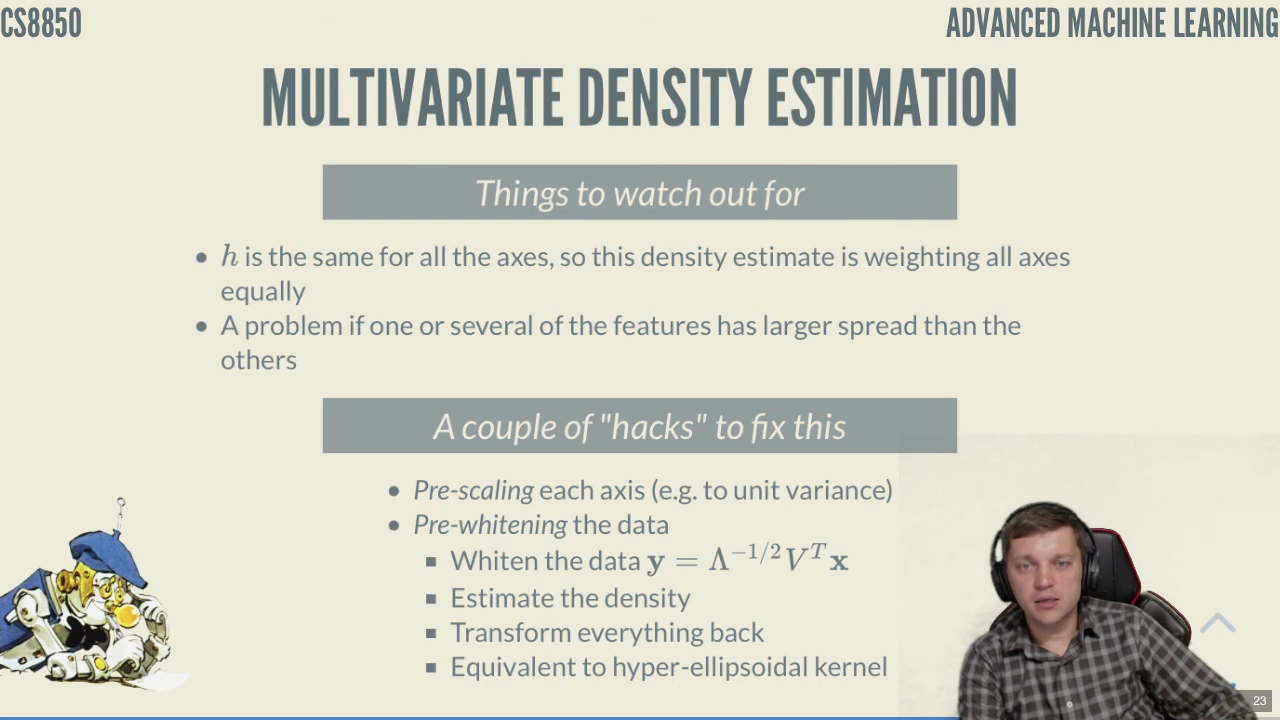 CS8850
ADVANCED MACHINE LEARNING
MULTIVARIATE DENSITY ESTIMATION
Things to watch out for
• h is the same for all the axes, so this density estimate is weighting all axes
equally
• A problem if one or several of the features has larger spread than the
others
A couple of "hacks" to fix this
• Pre-scaling each axis (e.g. to unit variance)
• Pre-whitening the data
▪ Whiten the data y = Λ^{-1/2}V^T x
▪ Estimate the density
▪ Transform everything back
▪ Equivalent to hyper-ellipsoidal kernel
23